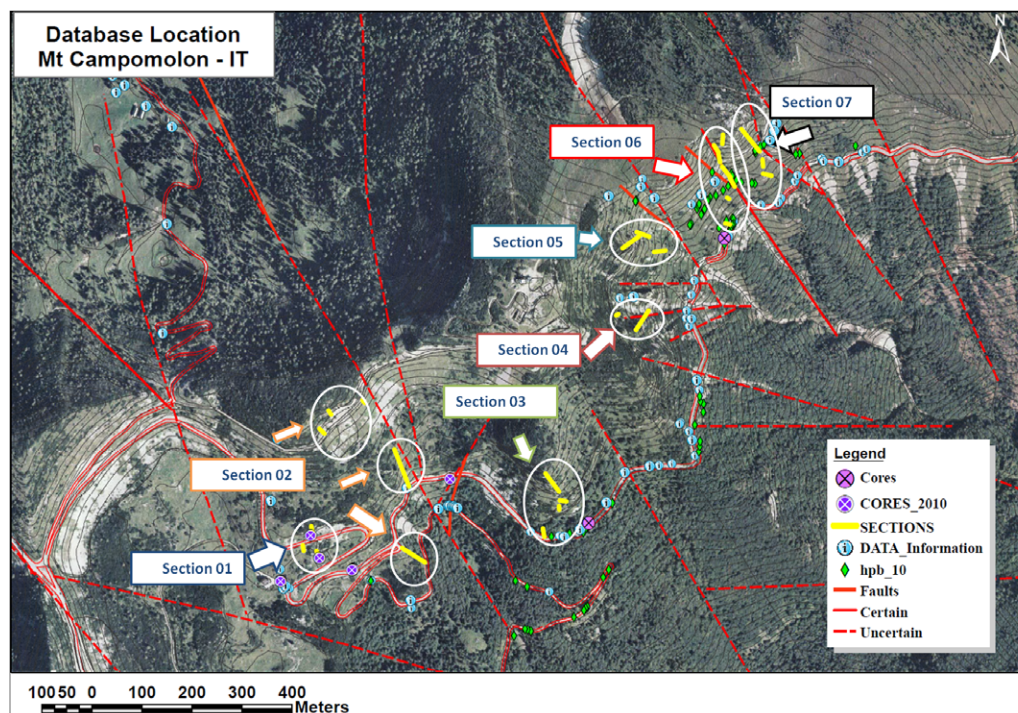 Database Location
Mt Campomolon - IT
N
Section 07
Section 06
Section 05
Section 04
Section 03
Section 02
Section 01
Legend
Cores
CORES_2010
SECTIONS
DATA_Information
hpb_10
Faults
Certain
Uncertain
100 50 0 100 200 300 400
Meters